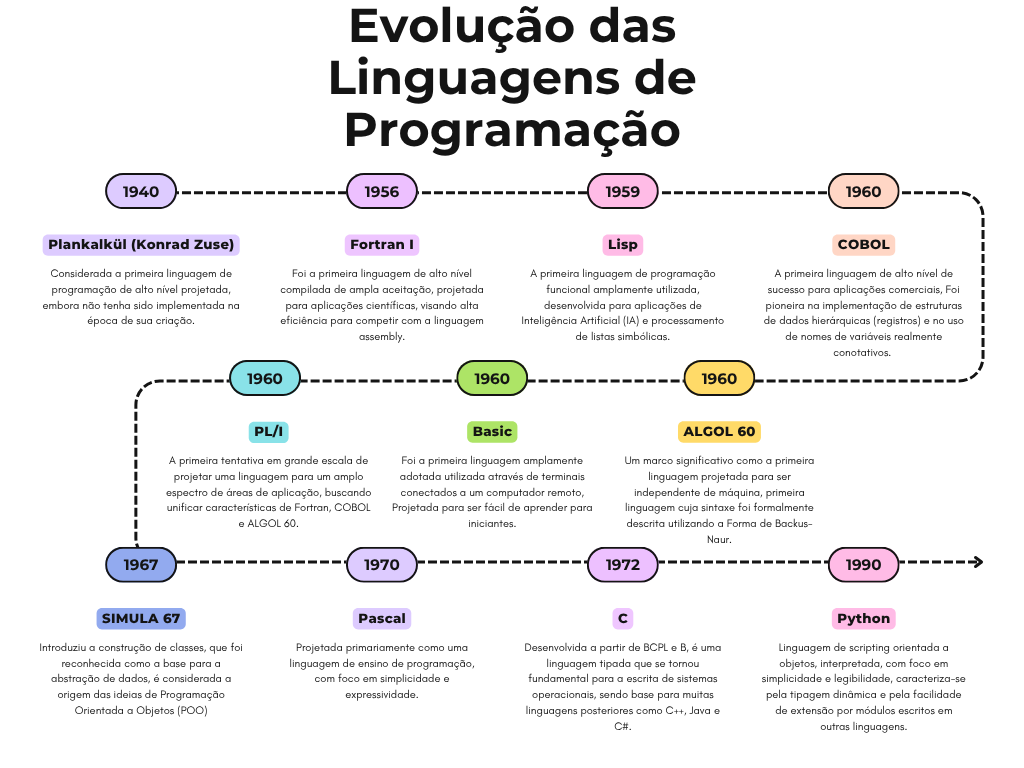 Evolução das
Linguagens de
Programação
1940
Plankalkül (Konrad Zuse)
Considerada a primeira linguagem de
programação de alto nível projetada,
embora não tenha sido implementada na
época de sua criação.
1956
Fortran I
Foi a primeira linguagem de alto nível
compilada de ampla aceitação, projetada
para aplicações científicas, visando alta
eficiência para competir com a linguagem
assembly.
1959
Lisp
A primeira linguagem de programação
funcional amplamente utilizada,
desenvolvida para aplicações de
Inteligência Artificial (IA) e processamento
de listas simbólicas.
1960
COBOL
A primeira linguagem de alto nível de
sucesso para aplicações comerciais, Foi
pioneira na implementação de estruturas
de dados hierárquicas (registros) e no uso
de nomes de variáveis realmente
conotativos.
1960
PL/I
A primeira tentativa em grande escala de
projetar uma linguagem para um amplo
espectro de áreas de aplicação, buscando
unificar características de Fortran, COBOL
e ALGOL 60.
1960
Basic
Foi a primeira linguagem amplamente
adotada utilizada através de terminais
conectados a um computador remoto,
Projetada para ser fácil de aprender para
iniciantes.
1960
ALGOL 60
Um marco significativo como a primeira
linguagem projetada para ser
independente de máquina, primeira
linguagem cuja sintaxe foi formalmente
descrita utilizando a Forma de Backus-
Naur.
1967
SIMULA 67
Introduziu a construção de classes, que foi
reconhecida como a base para a
abstração de dados, é considerada a
origem das ideias de Programação
Orientada a Objetos (POO)
1970
Pascal
Projetada primariamente como uma
linguagem de ensino de programação,
com foco em simplicidade e
expressividade.
1972
C
Desenvolvida a partir de BCPL e B, é uma
linguagem tipada que se tornou
fundamental para a escrita de sistemas
operacionais, sendo base para muitas
linguagens posteriores como C++, Java e
C#.
1990
Python
Linguagem de scripting orientada a
objetos, interpretada, com foco em
simplicidade e legibilidade, caracteriza-se
pela tipagem dinâmica e pela facilidade
de extensão por módulos escritos em
outras linguagens.